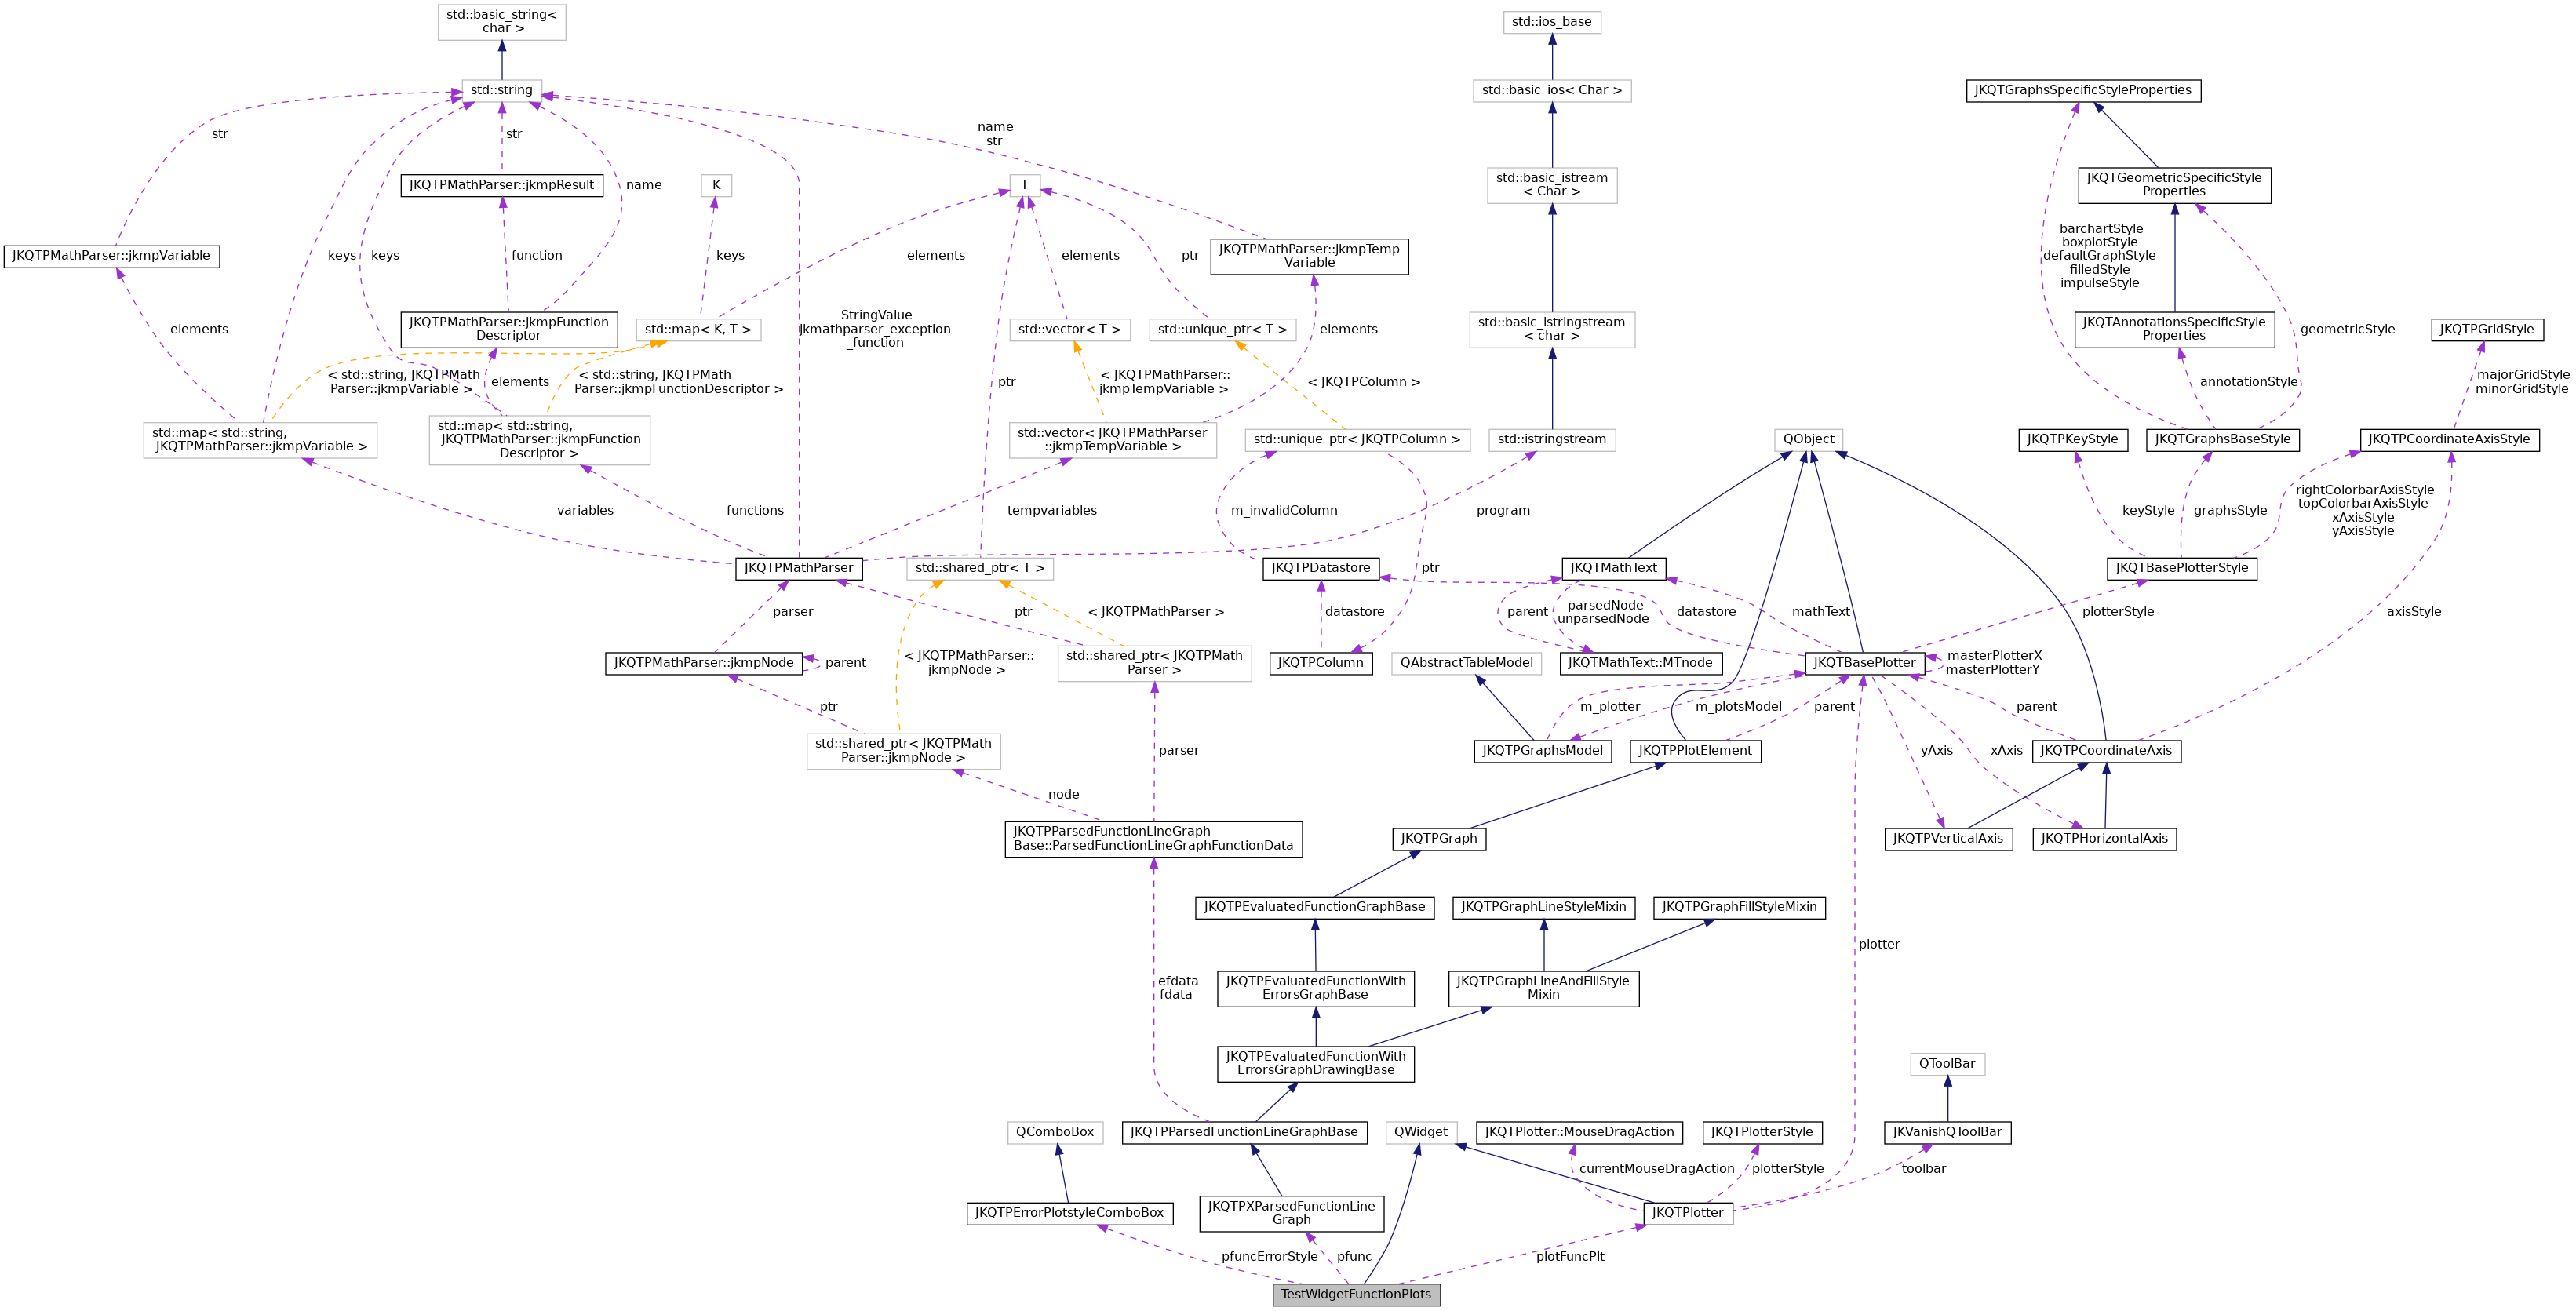 std::basic_string<
char >
std::ios_base
std::string
std::basic_ios< Char >
JKQTGraphsSpecificStyleProperties
str
str
name
str
JKQTPMathParser::jkmpResult
name
K
T
std::basic_istream
< Char >
JKQTGeometricSpecificStyle
Properties
JKQTPMathParser::jkmpVariable
keys
keys
function
keys
elements
elements
ptr
JKQTPMathParser::jkmpTemp
Variable
barchartStyle
boxplotStyle
defaultGraphStyle
filledStyle
impulseStyle
elements
JKQTPMathParser::jkmpFunction
Descriptor
std::map< K, T >
StringValue
jkmathparser_exception
_function
std::vector< T >
std::unique_ptr< T >
elements
std::basic_istringstream
< char >
JKQTAnnotationsSpecificStyle
Properties
geometricStyle
JKQTPGridStyle
< std::string, JKQTPMath
Parser::jkmpVariable >
elements
< std::string, JKQTPMath
Parser::jkmpFunctionDescriptor >
ptr
< JKQTPMathParser::
jkmpTempVariable >
< JKQTPColumn >
annotationStyle
majorGridStyle
minorGridStyle
std::map< std::string,
JKQTPMathParser::jkmpVariable >
std::map< std::string,
JKQTPMathParser::jkmpFunction
Descriptor >
std::vector< JKQTPMathParser
::jkmpTempVariable >
std::unique_ptr< JKQTPColumn >
std::istringstream
QObject
JKQTPKeyStyle
JKQTGraphsBaseStyle
JKQTPCoordinateAxisStyle
variables
functions
tempvariables
m_invalidColumn
program
keyStyle
graphsStyle
rightColorbarAxisStyle
topColorbarAxisStyle
xAxisStyle
yAxisStyle
JKQTPMathParser
std::shared_ptr< T >
JKQTPDatastore
ptr
JKQTMathText
JKQTBasePlotterStyle
parser
ptr
< JKQTPMathParser >
datastore
parent
parsedNode
unparsedNode
datastore
mathText
plotterStyle
axisStyle
JKQTPMathParser::jkmpNode
parent
< JKQTPMathParser::
jkmpNode >
std::shared_ptr< JKQTPMath
Parser >
JKQTPColumn
QAbstractTableModel
JKQTMathText::MTnode
JKQTBasePlotter
masterPlotterX
masterPlotterY
ptr
m_plotter
m_plotsModel
parent
parent
std::shared_ptr< JKQTPMath
Parser::jkmpNode >
parser
JKQTPGraphsModel
JKQTPPlotElement
yAxis
xAxis
JKQTPCoordinateAxis
node
JKQTPParsedFunctionLineGraph
Base::ParsedFunctionLineGraphFunctionData
JKQTPGraph
JKQTPVerticalAxis
JKQTPHorizontalAxis
JKQTPEvaluatedFunctionGraphBase
JKQTPGraphLineStyleMixin
JKQTPGraphFillStyleMixin
plotter
efdata
fdata
JKQTPEvaluatedFunctionWith
ErrorsGraphBase
JKQTPGraphLineAndFillStyle
Mixin
JKQTPEvaluatedFunctionWith
ErrorsGraphDrawingBase
QToolBar
QComboBox
JKQTPParsedFunctionLineGraphBase
QWidget
JKQTPlotter::MouseDragAction
JKQTPlotterStyle
JKVanishQToolBar
currentMouseDragAction
plotterStyle
toolbar
JKQTPErrorPlotstyleComboBox
JKQTPXParsedFunctionLine
Graph
JKQTPlotter
pfuncErrorStyle
pfunc
plotFuncPlt
TestWidgetFunctionPlots